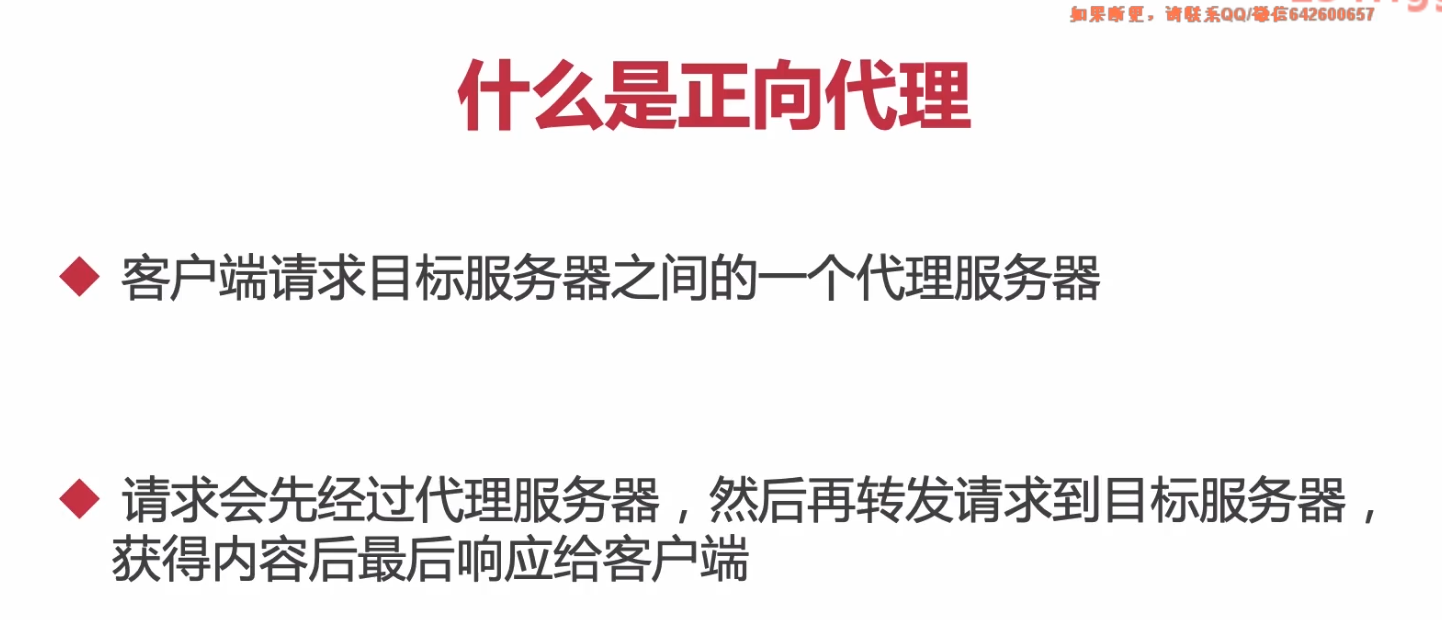 如果断更，请联系QQ/微信642600657
什么是正向代理
客户端请求目标服务器之间的一个代理服务器
请求会先经过代理服务器，然后再转发请求到目标服务器，
获得内容后最后响应给客户端